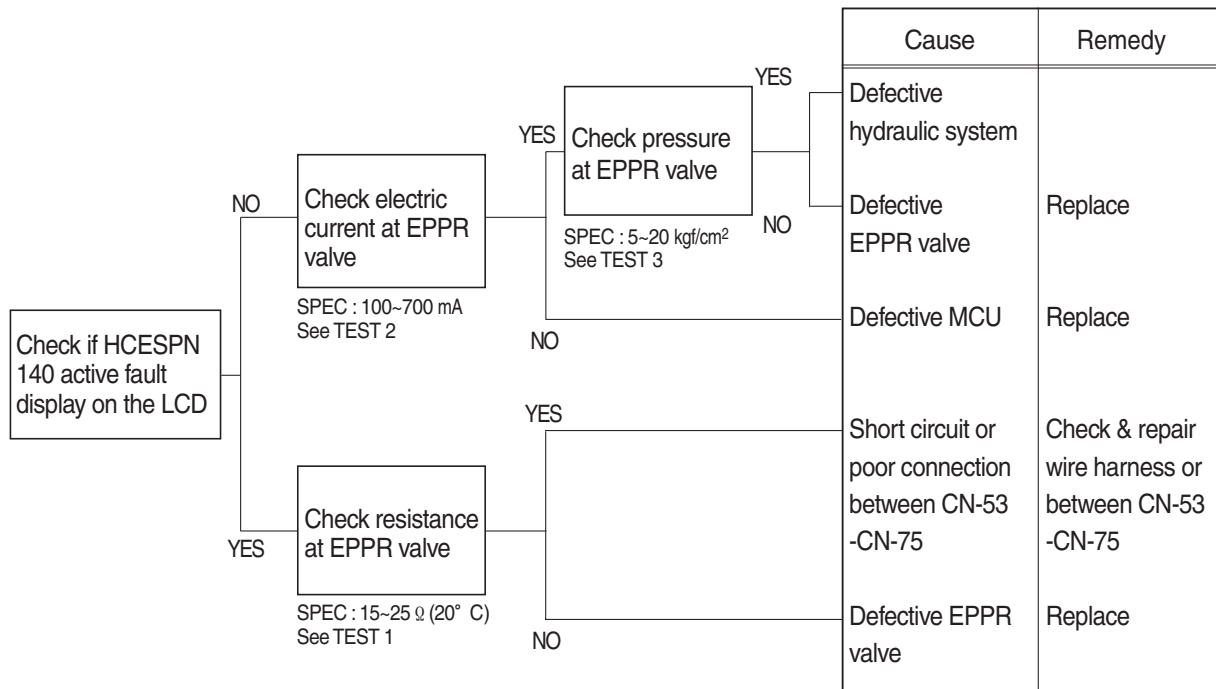 Cause
Remedy
YES
Defective
hydraulic system
YES
Check pressure
at EPPR valve
NO
Check electric
current at EPPR
valve
SPEC : 5~20 kgf/cm²
See TEST 3
NO
Defective
EPPR valve
Replace
SPEC : 100~700 mA
See TEST 2
NO
Defective MCU
Replace
Check if HCESPN
140 active fault
display on the LCD
YES
Short circuit or
poor connection
between CN-53
-CN-75
Check & repair
wire harness or
between CN-53
-CN-75
YES
Check resistance
at EPPR valve
SPEC : 15~25 Ω (20° C)
See TEST 1
NO
Defective EPPR
valve
Replace